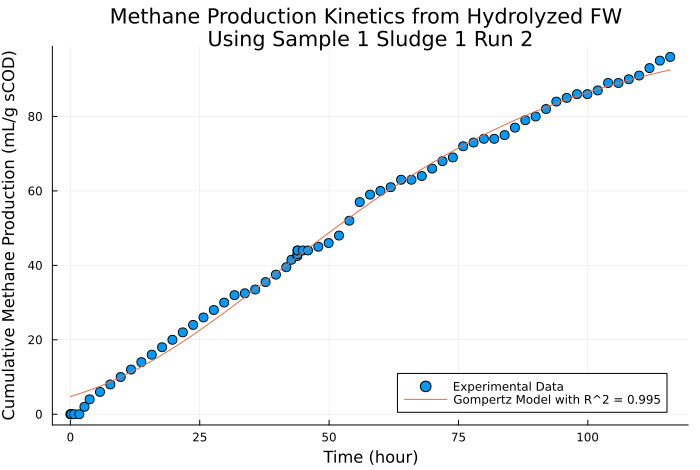 Methane Production Kinetics from Hydrolyzed FW
Using Sample 1 Sludge 1 Run 2
Cumulative Methane Production (mL/g sCOD)
80
60
40
20
0
0 25 50 75 100
Time (hour)
Experimental Data
Gompertz Model with R^2 = 0.995